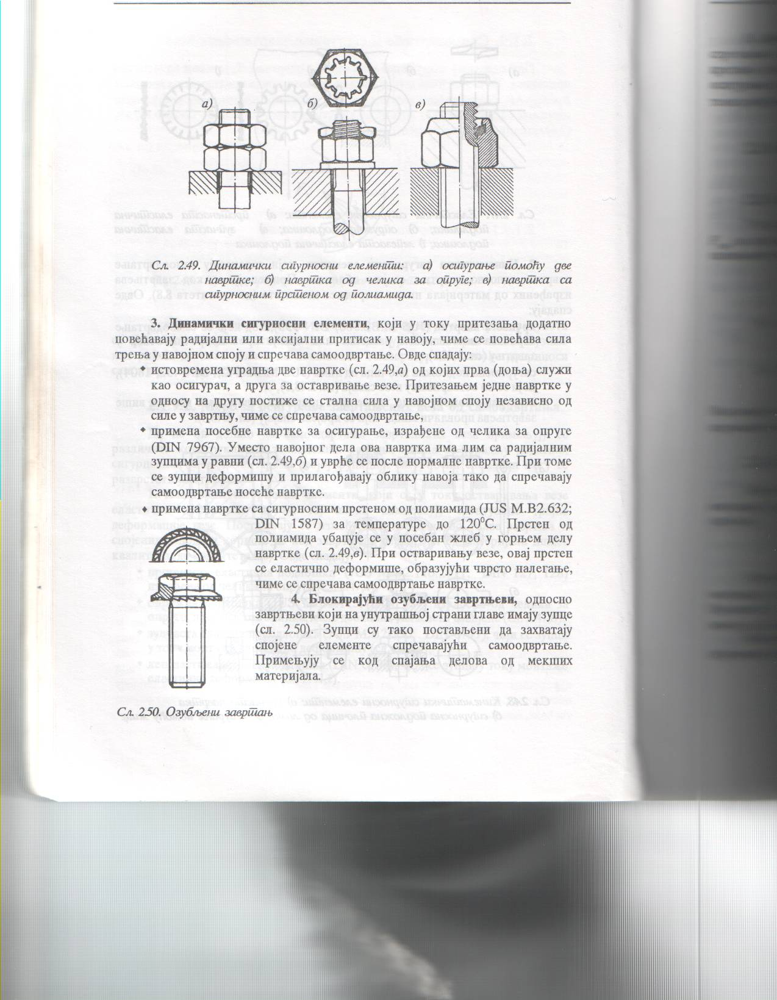 а)
б)
в)
Сл. 2.49. Динамички сигурносни елементи: а) осигурање помоћу две
навртке; б) навртка од челика за опруге; в) навртка са
сигурносним прстеном од полиамида.
3. Динамички сигурносни елементи, који у току притезања додатно
повећавају радијални или аксијални притисак у навоју, чиме се повећава сила
трења у навојном споју и спречава самоодвртање. Овде спадају:
♦ истовремена уградња две навртке (сл. 2.49,а) од којих прва (доња) служи
као осигурач, а друга за оставривање везе. Притезањем једне навртке у
односу на другу постиже се стална сила у навојном споју независно од
силе у завртњу, чиме се спречава самоодвртање,
♦ примена посебне навртке за осигурање, израђене од челика за опруге
(DIN 7967). Уместо навојног дела ова навртка има лим са радијалним
зупцима у равни (сл. 2.49,б) и уврће се после нормалне навртке. При томе
се зупци деформишу и прилагођавају облику навоја тако да спречавају
самоодвртање носеће навртке.
♦ примена навртке са сигурносним прстеном од полиамида (JUS M.B2.632;
DIN 1587) за температуре до 120⁰C. Прстен од
полиамида убацује се у посебан жлеб у горњем делу
навртке (сл. 2.49,в). При остваривању везе, овај прстен
се еластично деформише, образујући чврсто налегање,
чиме се спречава самоодвртање навртке.
4. Блокирајући озубљени завртњеви, односно
завртњеви који на унутрашњој страни главе имају зупце
(сл. 2.50). Зупци су тако постављени да захватају
спојене елементе спречавајући самоодвртање.
Примењују се код спајања делова од мекших
материјала.
Сл. 2.50. Озубљени завртањ